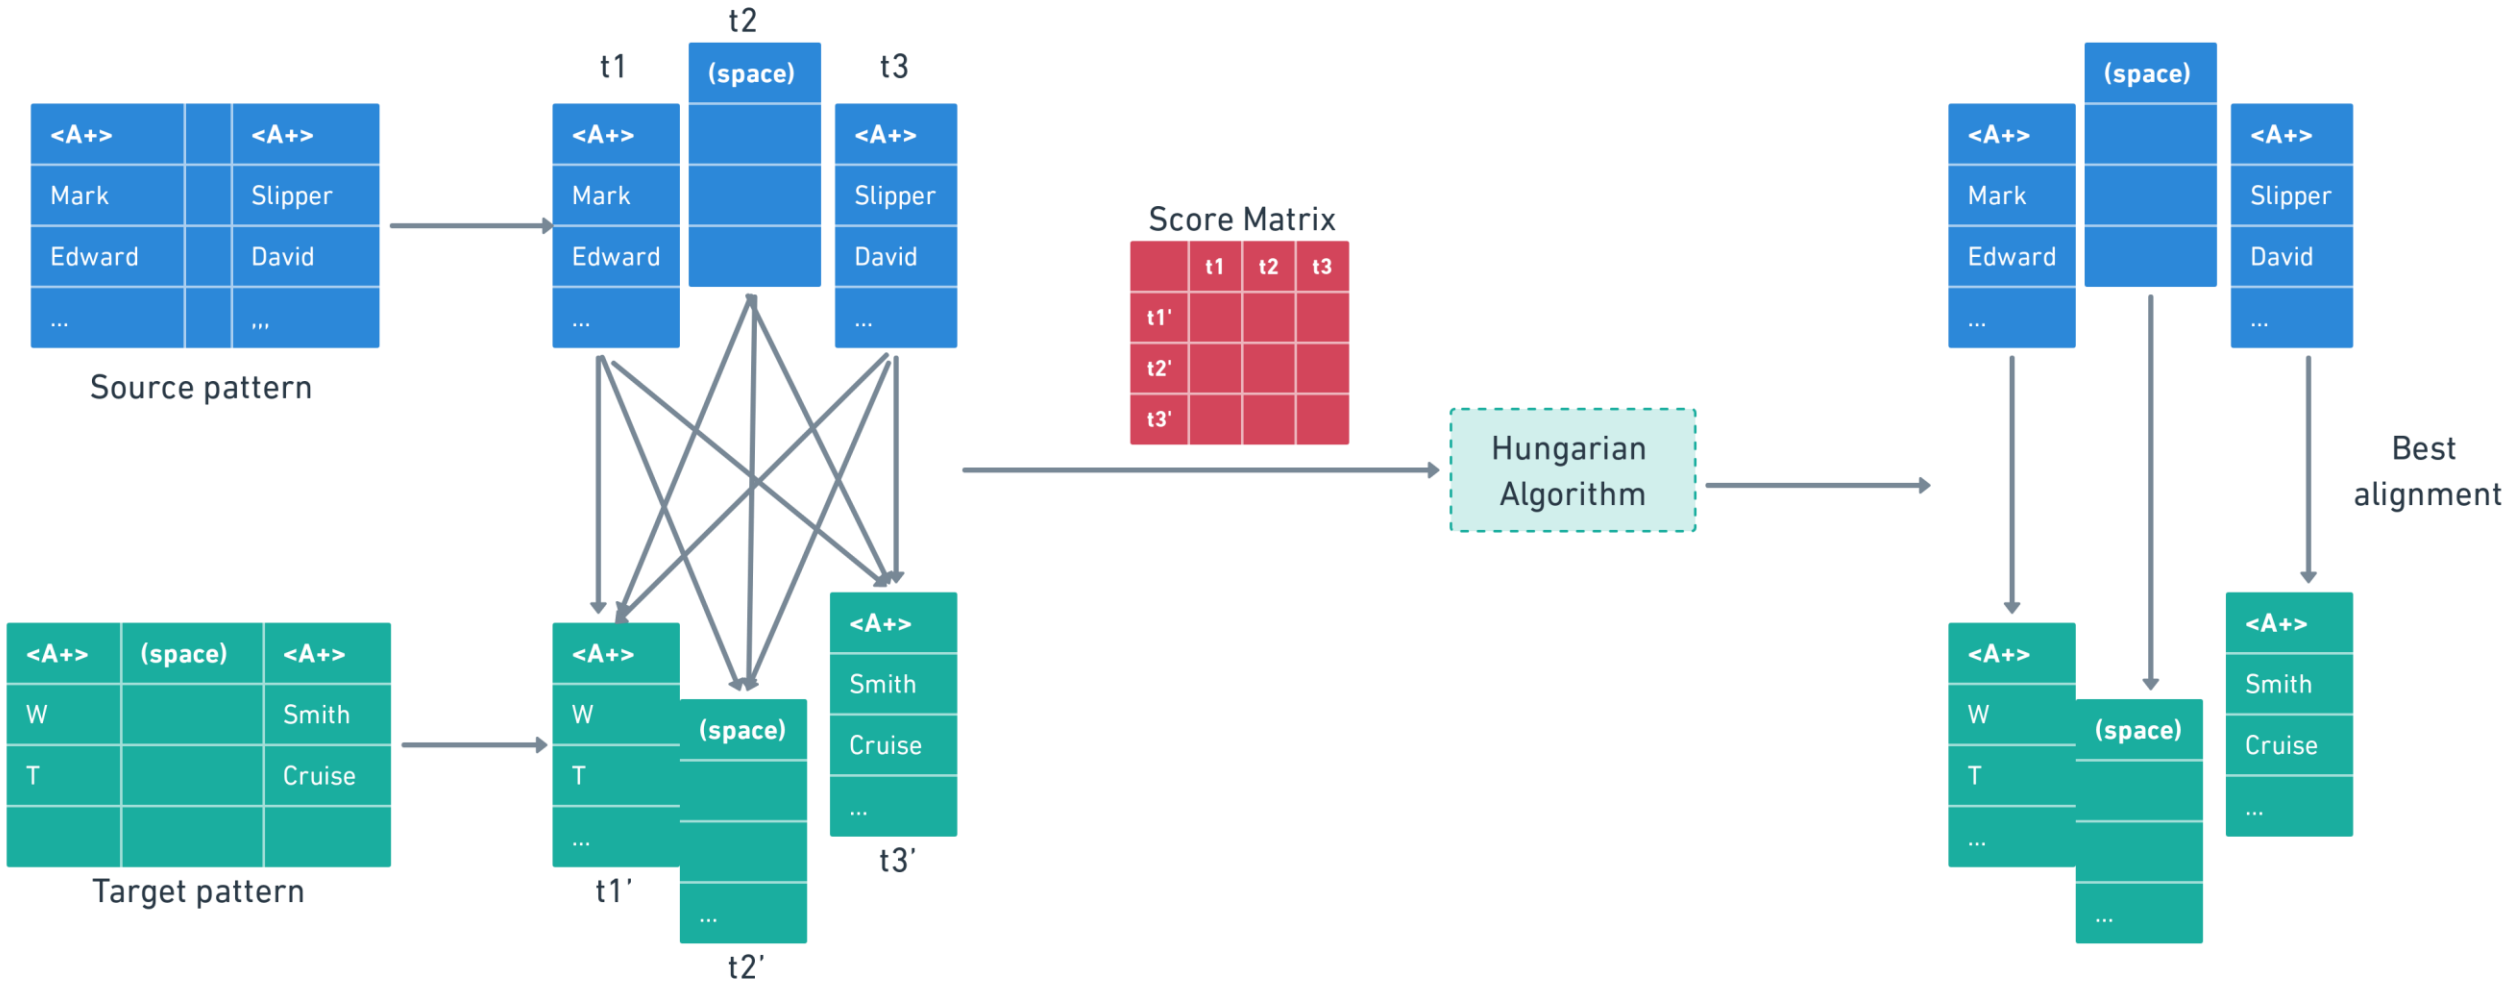 t2
t1
t3
(space)
(space)
<A+>
<A+>
<A+>
<A+>
<A+>
<A+>
Mark
Slipper
Mark
Slipper
Mark
Slipper
Edward
David
Edward
David
Edward
David
...
,,,
...
...
...
...
Source pattern
Score Matrix
t1 t2 t3
t1'
t2'
t3'
Hungarian
Algorithm
Best
alignment
<A+> (space) <A+>
W Smith
T Cruise
Target pattern
<A+>
W
T
...
t1’
(space)
...
t2’
<A+>
Smith
Cruise
...
t3’
<A+>
W
T
...
(space)
...
<A+>
Smith
Cruise
...